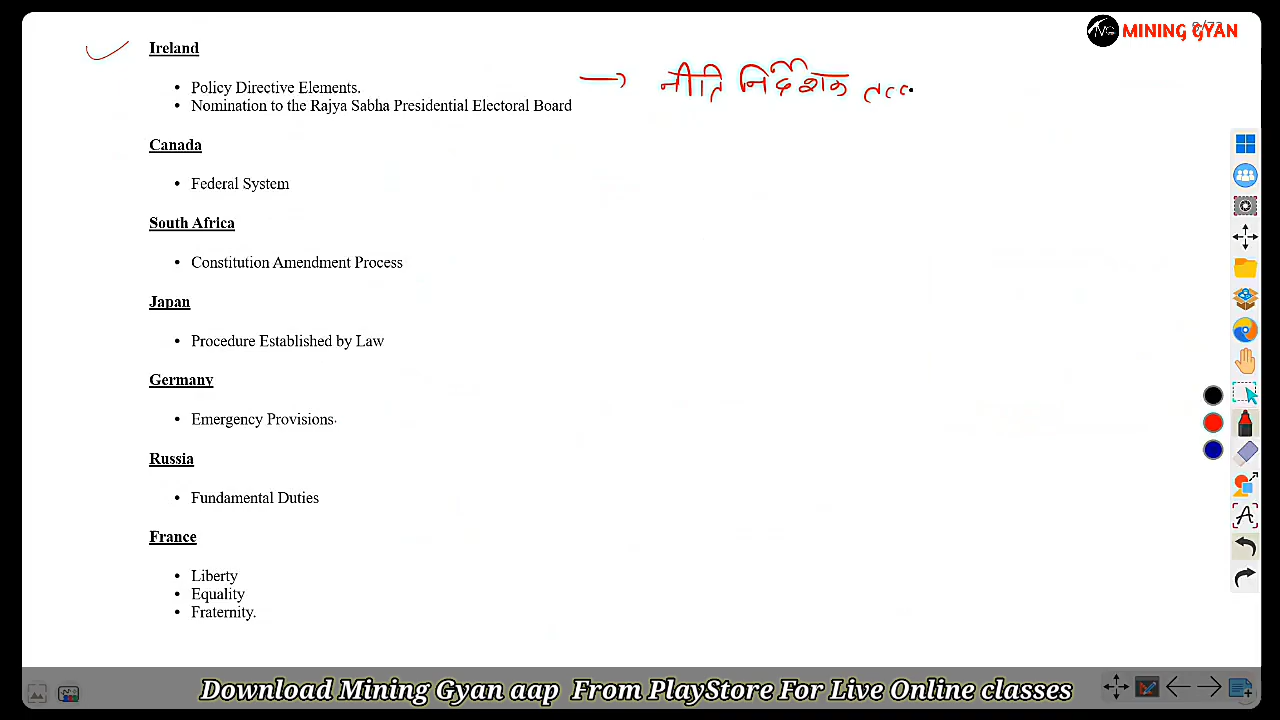 8/73
MINING GYAN
Ireland
→ नीति निर्देशक
• Policy Directive Elements.
• Nomination to the Rajya Sabha Presidential Electoral Board
Canada
• Federal System
South Africa
• Constitution Amendment Process
Japan
• Procedure Established by Law
Germany
• Emergency Provisions.
Russia
• Fundamental Duties
France
• Liberty
• Equality
• Fraternity.
Download Mining Gyan aap From PlayStore For Live Online classes